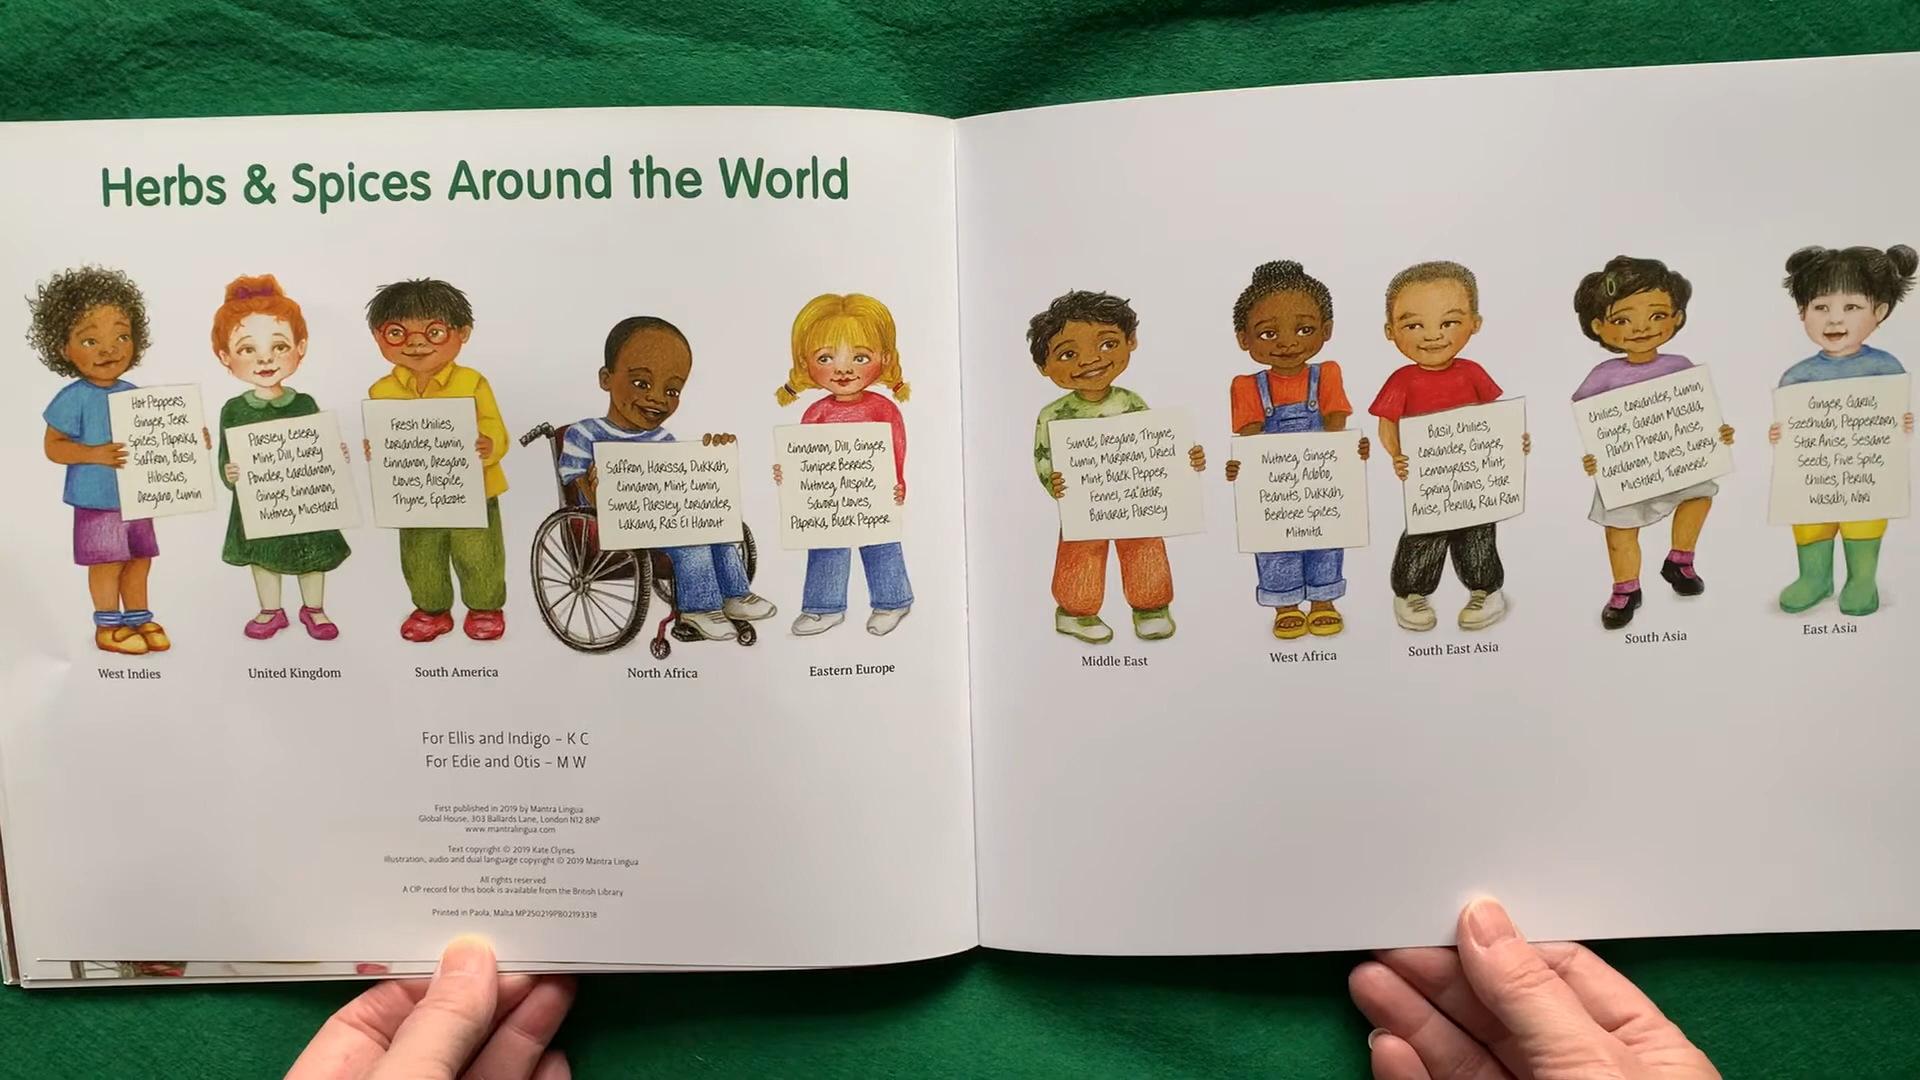 Herbs & Spices Around the World
Hot Peppers,
Ginger, Jerk
Spices, Paprika,
Saffron, Basil,
Hibiscus,
Oregano, Cumin
West Indies
Parsley, Celery,
Mint, Dill, Curry
Powder, Cardamon,
Ginger, Cinnamon,
Nutmeg, Mustard
United Kingdom
Fresh Chilies,
Coriander, Cumin,
Cinnamon, Oregano,
Cloves, Allspice,
Thyme, Epazote
South America
Saffron, Harissa, Dukkah,
Cinnamon, Mint, Cumin,
Sumac, Parsley, Coriander,
Lakama, Ras El Hanout
North Africa
Cinnamon, Dill, Ginger,
Juniper Berries,
Nutmeg, Allspice,
Savory Cloves,
Paprika, Black Pepper
Eastern Europe
For Ellis and Indigo – K C
For Edie and Otis – M W
First published in 2019 by Mantra Lingua
Global House, 303 Ballards Lane, London N12 8NP
www.mantralingua.com
Text copyright © 2019 Kate Clynes
Illustration, audio and dual language copyright © 2019 Mantra Lingua
All rights reserved
A CIP record for this book is available from the British Library
Printed in Paola, Malta MP250219PB02193318
Sumac, Oregano, Thyme,
Cumin, Marjoram, Dried
Mint, Black Pepper,
Fennel, Za'atar,
Baharat, Parsley
Middle East
Nutmeg, Ginger,
Curry, Adobo,
Peanuts, Dukkah,
Berbere Spices,
Mitmita
West Africa
Basil, Chilies,
Coriander, Ginger,
Lemongrass, Mint,
Spring Onions, Star
Anise, Perilla, Rau Ram
South East Asia
Chilies, Coriander, Cumin,
Ginger, Garam Masala,
Panch Phoran, Anise,
Cardamon, Cloves, Curry,
Mustard, Turmeric
South Asia
Ginger, Garlic,
Szechuan, Peppercorn,
Star Anise, Sesame
Seeds, Five Spice,
Chilies, Perilla,
Wasabi, Nori
East Asia